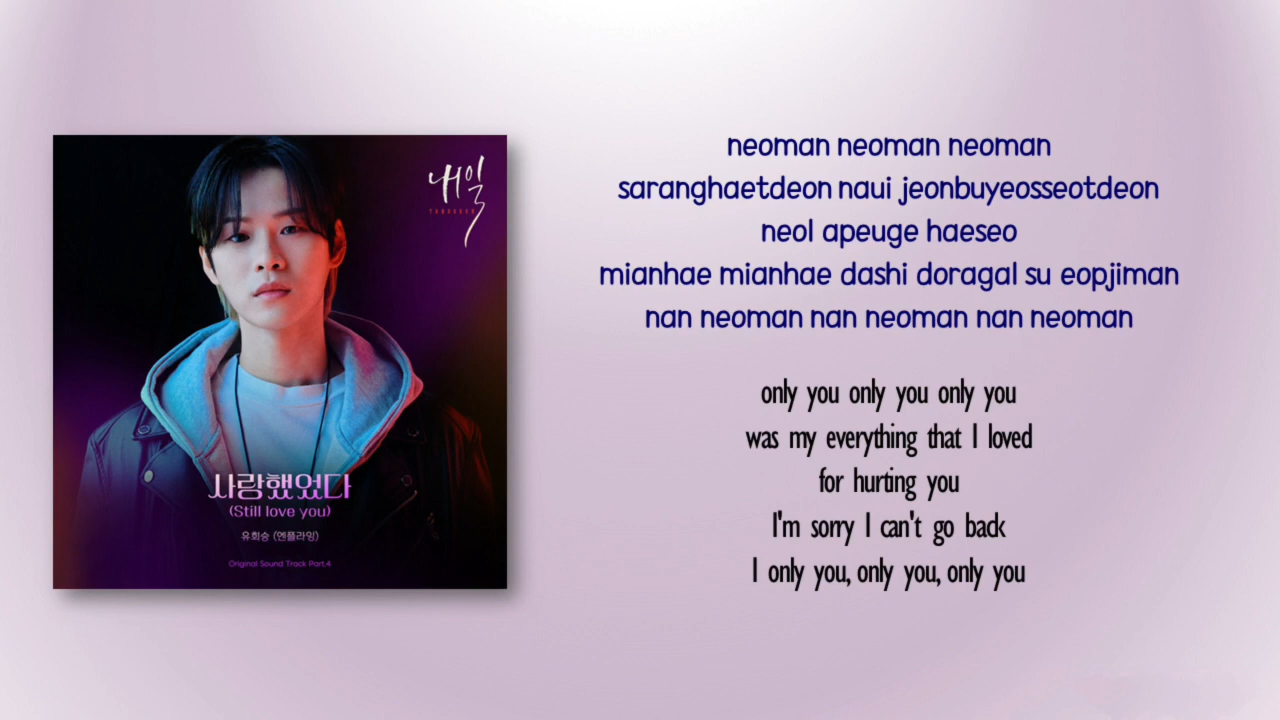 내일
TOMORROW
사랑했었다
(Still love you)
유회승 (엔플라잉)
Original Sound Track Part.4
neoman neoman neoman
saranghaetdeon naui jeonbuyeosseotdeon
neol apeuge haeseo
mianhae mianhae dashi doragal su eopjiman
nan neoman nan neoman nan neoman
only you only you only you
was my everything that I loved
for hurting you
I'm sorry I can't go back
I only you, only you, only you